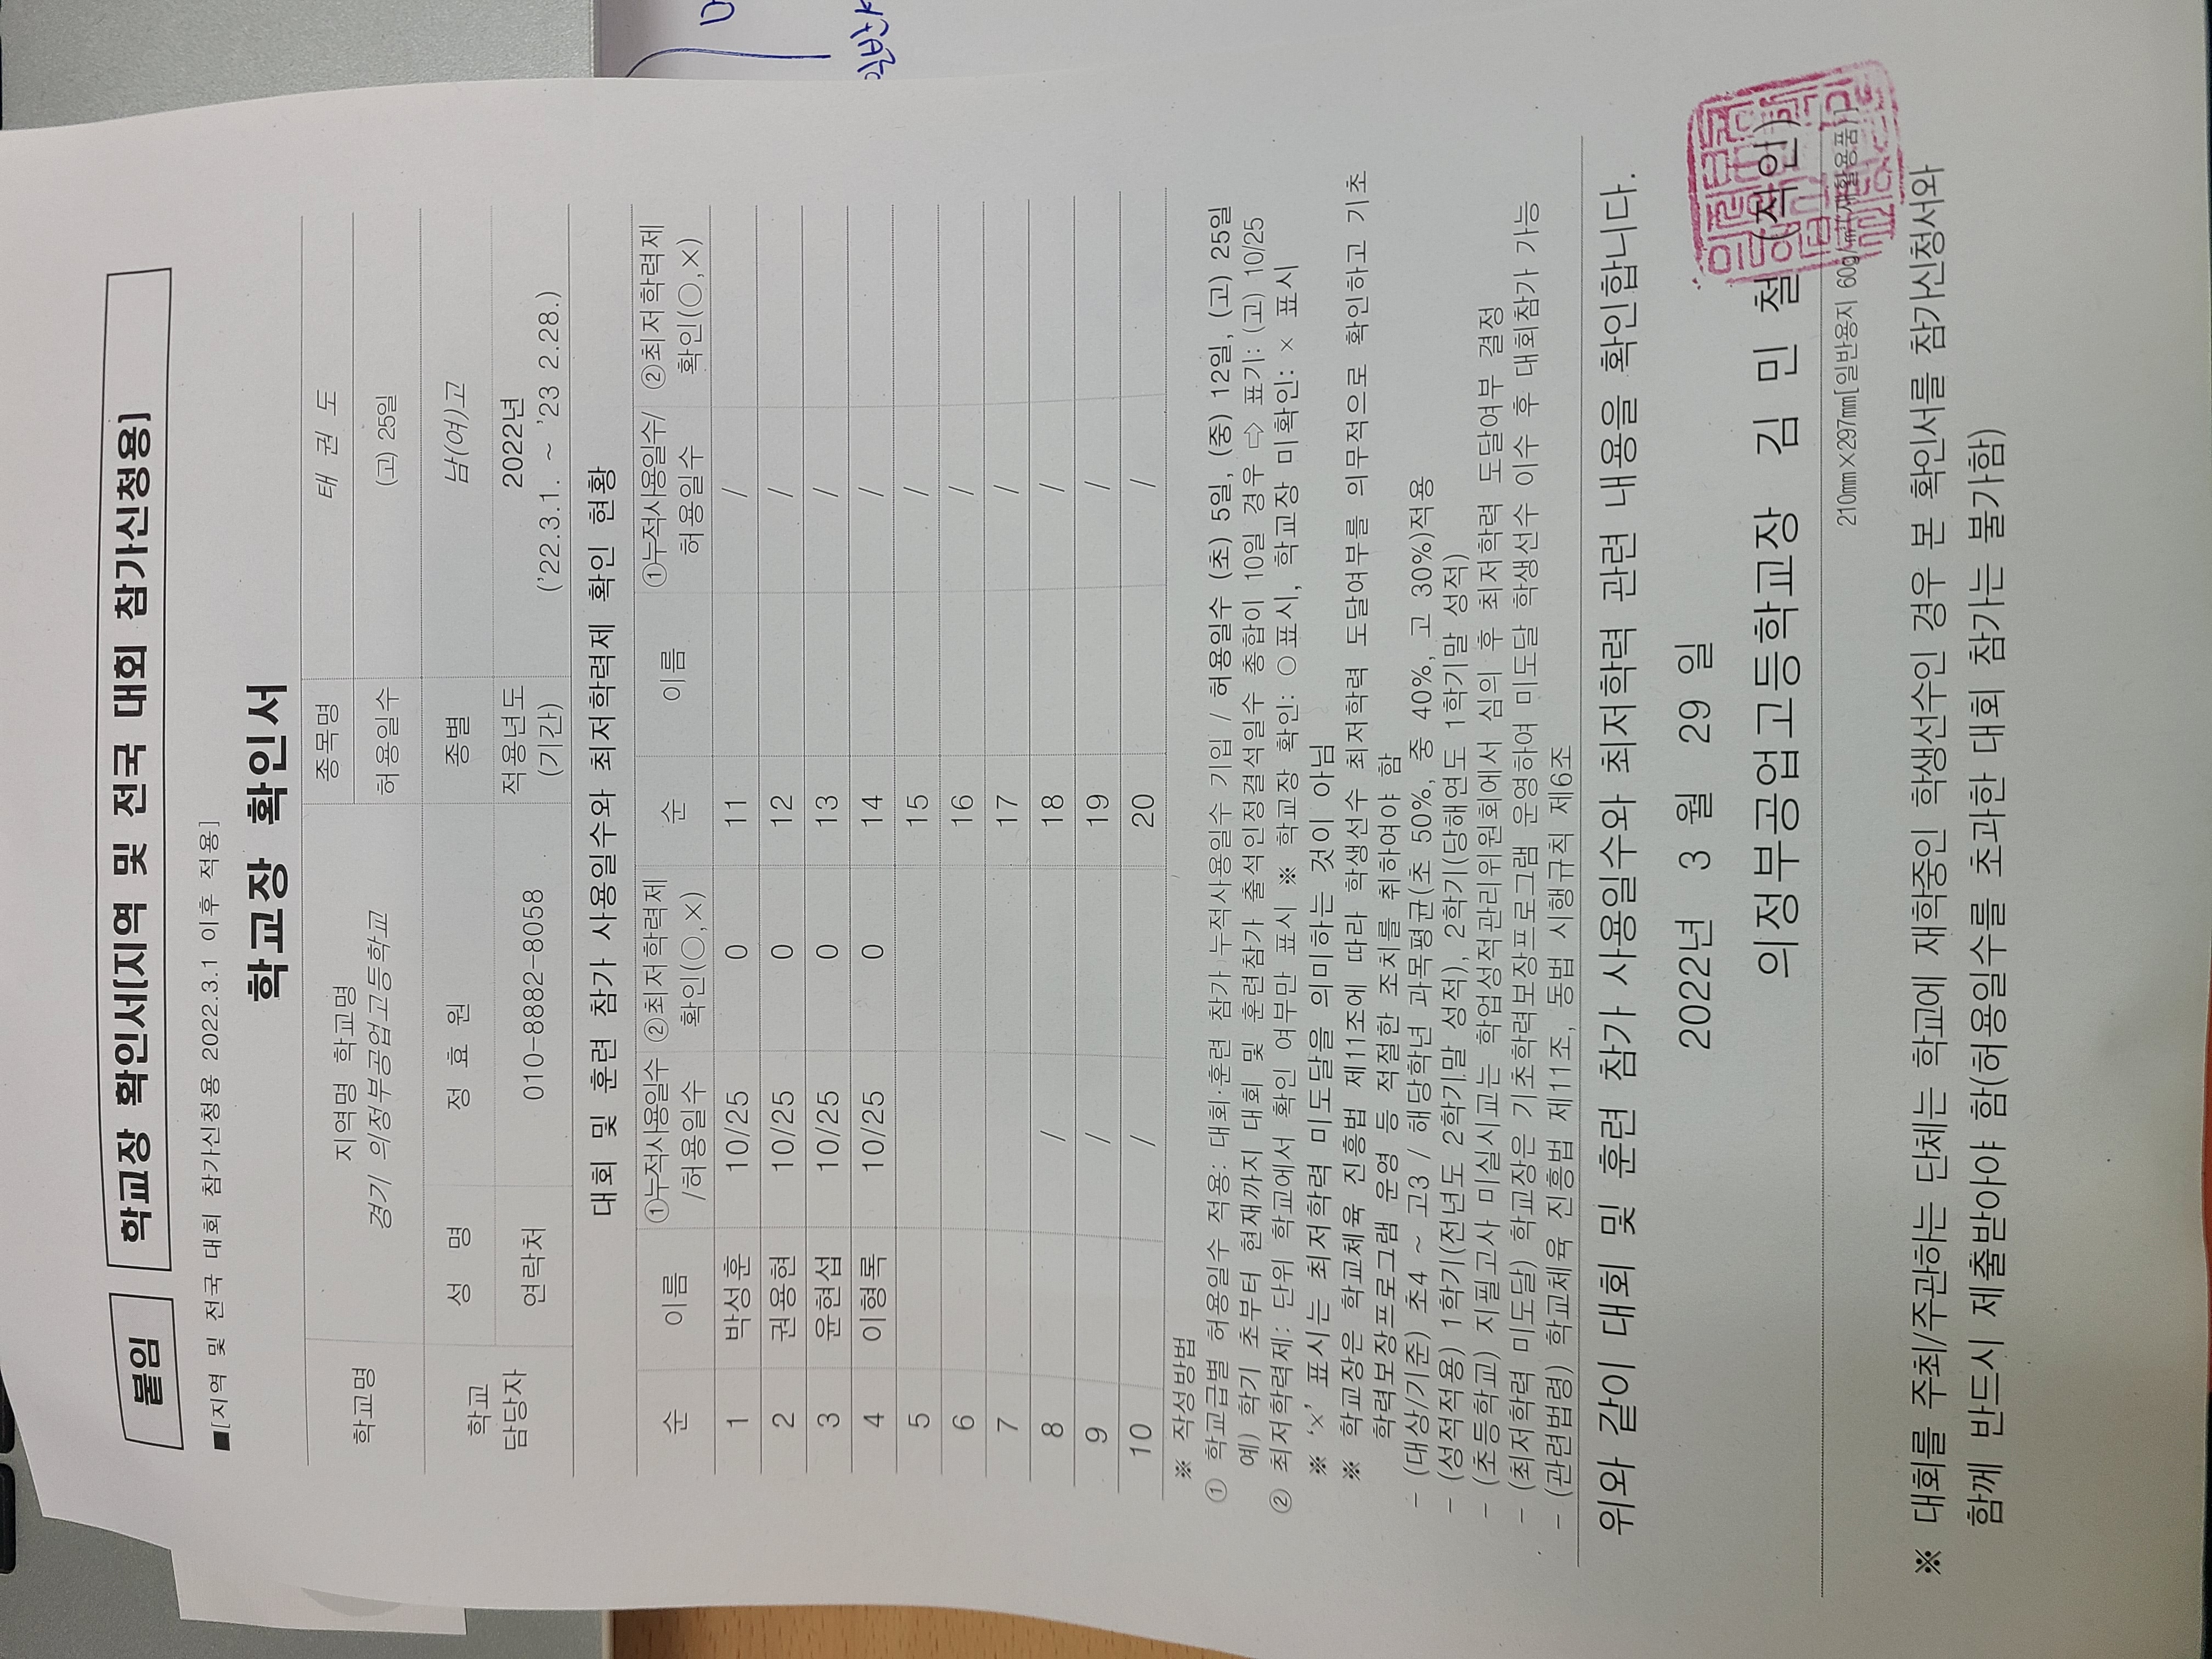 붙임 학교장 확인서[지역 및 전국 대회 참가신청용]
■[지역 및 전국 대회 참가신청용 2022.3.1 이후 적용]
학교장 확인서
학교명 지역명 학교명 종목명 태 권 도
경기 의정부공업고등학교 허용일수 (고) 25일
학교 담당자 성 명 정 효 원 종별 남(여)고
연락처 010-8882-8058 적용년도 (기간) 2022년
('22.3.1. ~ '23 2.28.)
대회 및 훈련 참가 사용일수와 최저학력제 확인 현황
순 이름 ①누적사용일수 /허용일수 ②최저학력제 확인(○,×) 순 이름 ①누적사용일수/ 허용일수 ②최저학력제 확인(○,×)
1 박성훈 10/25 0 11 /
2 권용현 10/25 0 12 /
3 윤현섭 10/25 0 13 /
4 이형록 10/25 0 14 /
5 15 /
6 16 /
7 17 /
8 / 18 /
9 / 19 /
10 / 20 /
※ 작성방법
① 학교급별 허용일수 적용: 대회·훈련 참가 누적사용일수 기입 / 허용일수 (초) 5일, (중) 12일, (고) 25일
예) 학기 초부터 현재까지 대회 및 훈련참가 출석인정결석일수 총합이 10일 경우 ⇨ 표기: (고) 10/25
② 최저학력제: 단위 학교에서 확인 여부만 표시 ※ 학교장 확인: ○표시, 학교장 미확인: × 표시
※ '×' 표시는 최저학력 미도달을 의미하는 것이 아님
※ 학교장은 학교체육 진흥법 제11조에 따라 학생선수 최저학력 도달여부를 의무적으로 확인하고 기초
학력보장프로그램 운영 등 적절한 조치를 취하여야 함
- (대상/기준) 초4 ~ 고3 / 해당학년 과목평균(초 50%, 중 40%, 고 30%)적용
- (성적적용) 1학기(전년도 2학기말 성적), 2학기(당해연도 1학기말 성적)
- (초등학교) 지필고사 미실시교는 학업성적관리위원회에서 심의 후 최저학력 도달여부 결정
- (최저학력 미도달) 학교장은 기초학력보장프로그램 운영하여 미도달 학생선수 이수 후 대회참가 가능
- (관련법령) 학교체육 진흥법 제11조, 동법 시행규칙 제6조
위와 같이 대회 및 훈련 참가 사용일수와 최저학력 관련 내용을 확인합니다.
2022년 3 월 29 일
의정부공업고등학교장 김 민 철 (직인)
210㎜×297㎜[일반용지 60g/㎡(재활용품)]
※ 대회를 주최/주관하는 단체는 학교에 재학중인 학생선수인 경우 본 확인서를 참가신청서와
함께 반드시 제출받아야 함(허용일수를 초과한 대회 참가는 불가함)